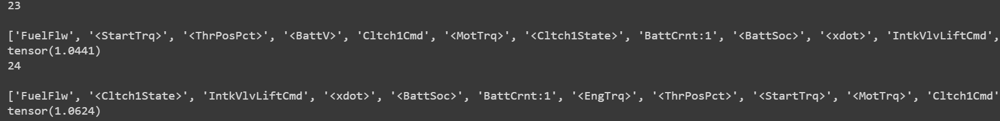 23
['FuelFlw', '<StartTrq>', '<ThrPosPct>', '<BattV>', 'Cltch1Cmd', '<MotTrq>', '<Cltch1State>', 'BattCrnt:1', '<BattSoc>', '<xdot>', 'IntkVlvLiftCmd',
tensor(1.0441)
24
['FuelFlw', '<Cltch1State>', 'IntkVlvLiftCmd', '<xdot>', '<BattSoc>', 'BattCrnt:1', '<EngTrq>', '<ThrPosPct>', '<StartTrq>', '<MotTrq>', 'Cltch1Cmd'
tensor(1.0624)